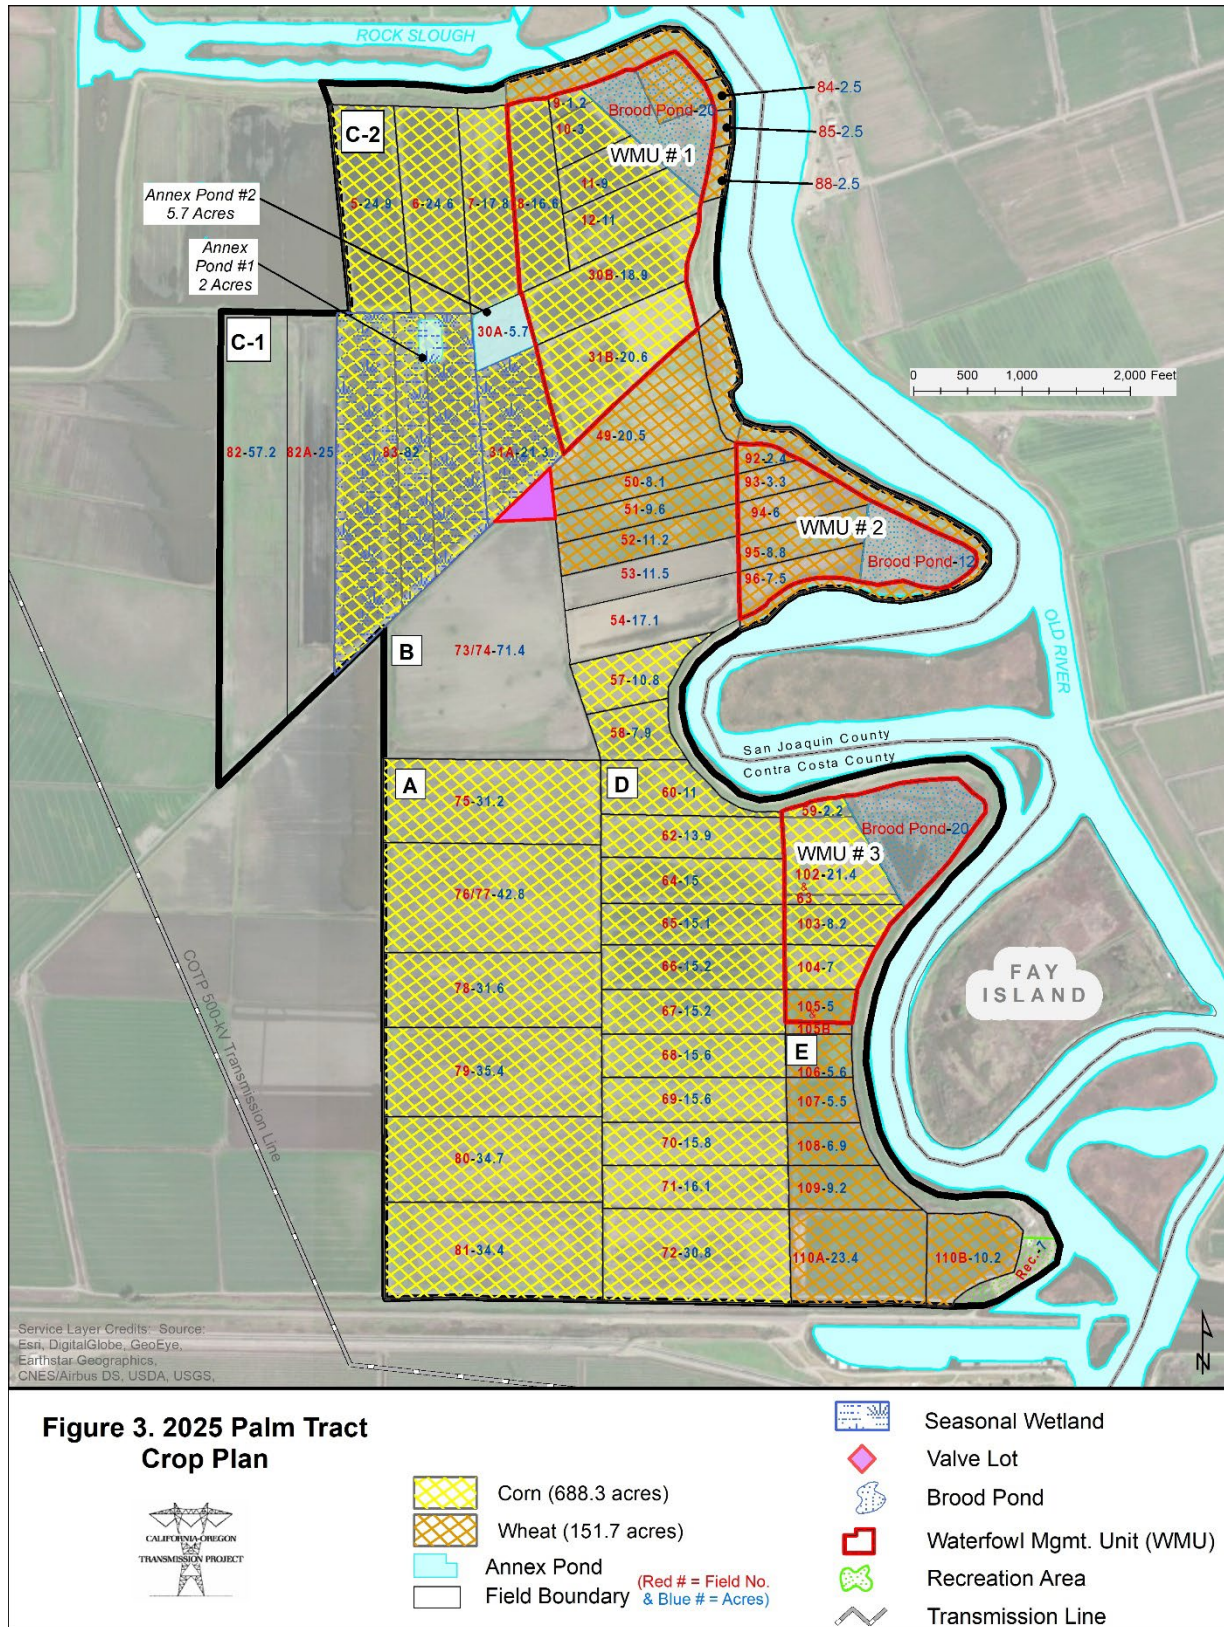 ROCK SLOUGH
84-2.5
9-1.2
Brood Pond-20
C-2
10-3
85-2.5
WMU # 1
11-9
88-2.5
Annex Pond #2
5.7 Acres
5-24.9
6-24.6
7-17.8
8-16.6
12-11
Annex
Pond #1
2 Acres
30B-18.9
30A-5.7
C-1
31B-20.6
0 500 1,000 2,000 Feet
49-20.5
82-57.2
82A-25
83-82
31A-21.3
92-2.4
50-8.1
93-3.3
51-9.6
94-6
WMU # 2
52-11.2
95-8.8
Brood Pond-12
53-11.5
96-7.5
54-17.1
OLD RIVER
B
73/74-71.4
57-10.8
58-7.9
San Joaquin County
Contra Costa County
A
D
75-31.2
60-11
59-2.2
Brood Pond-20
62-13.9
WMU # 3
76/77-42.8
64-15
102-21.4
&
63
65-15.1
103-8.2
66-15.2
104-7
FAY
ISLAND
78-31.6
67-15.2
105-5
&
105B
68-15.6
E
79-35.4
106-5.6
69-15.6
107-5.5
COTP 500-kV Transmission Line
80-34.7
70-15.8
108-6.9
71-16.1
109-9.2
81-34.4
72-30.8
110A-23.4
110B-10.2
Rec.-7
Service Layer Credits: Source:
Esri, DigitalGlobe, GeoEye,
Earthstar Geographics,
CNES/Airbus DS, USDA, USGS,
N
Figure 3. 2025 Palm Tract
Crop Plan
CALIFORNIA-OREGON
TRANSMISSION PROJECT
Corn (688.3 acres)
Wheat (151.7 acres)
Annex Pond
Field Boundary
(Red # = Field No.
& Blue # = Acres)
Seasonal Wetland
Valve Lot
Brood Pond
Waterfowl Mgmt. Unit (WMU)
Recreation Area
Transmission Line